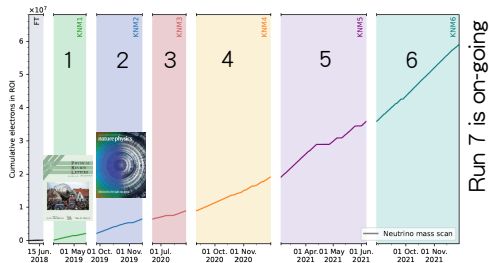 ×10⁷
FT
KNM1
KNM2
KNM3
KNM4
KNM5
KNM6
1
2
3
4
5
6
Run 7 is on-going
Cumulative electrons in ROI
6
5
4
3
2
1
0
nature physics
PHYSICAL
REVIEW
LETTERS
Neutrino mass scan
15 Jun. 2018
01 May 2019
01 Oct. 2019
01 Nov. 2019
01 Jul. 2020
01 Oct. 2020
01 Nov. 2020
01 Apr. 2021
01 May. 2021
01 Jun. 2021
01 Oct. 2021
01 Nov. 2021